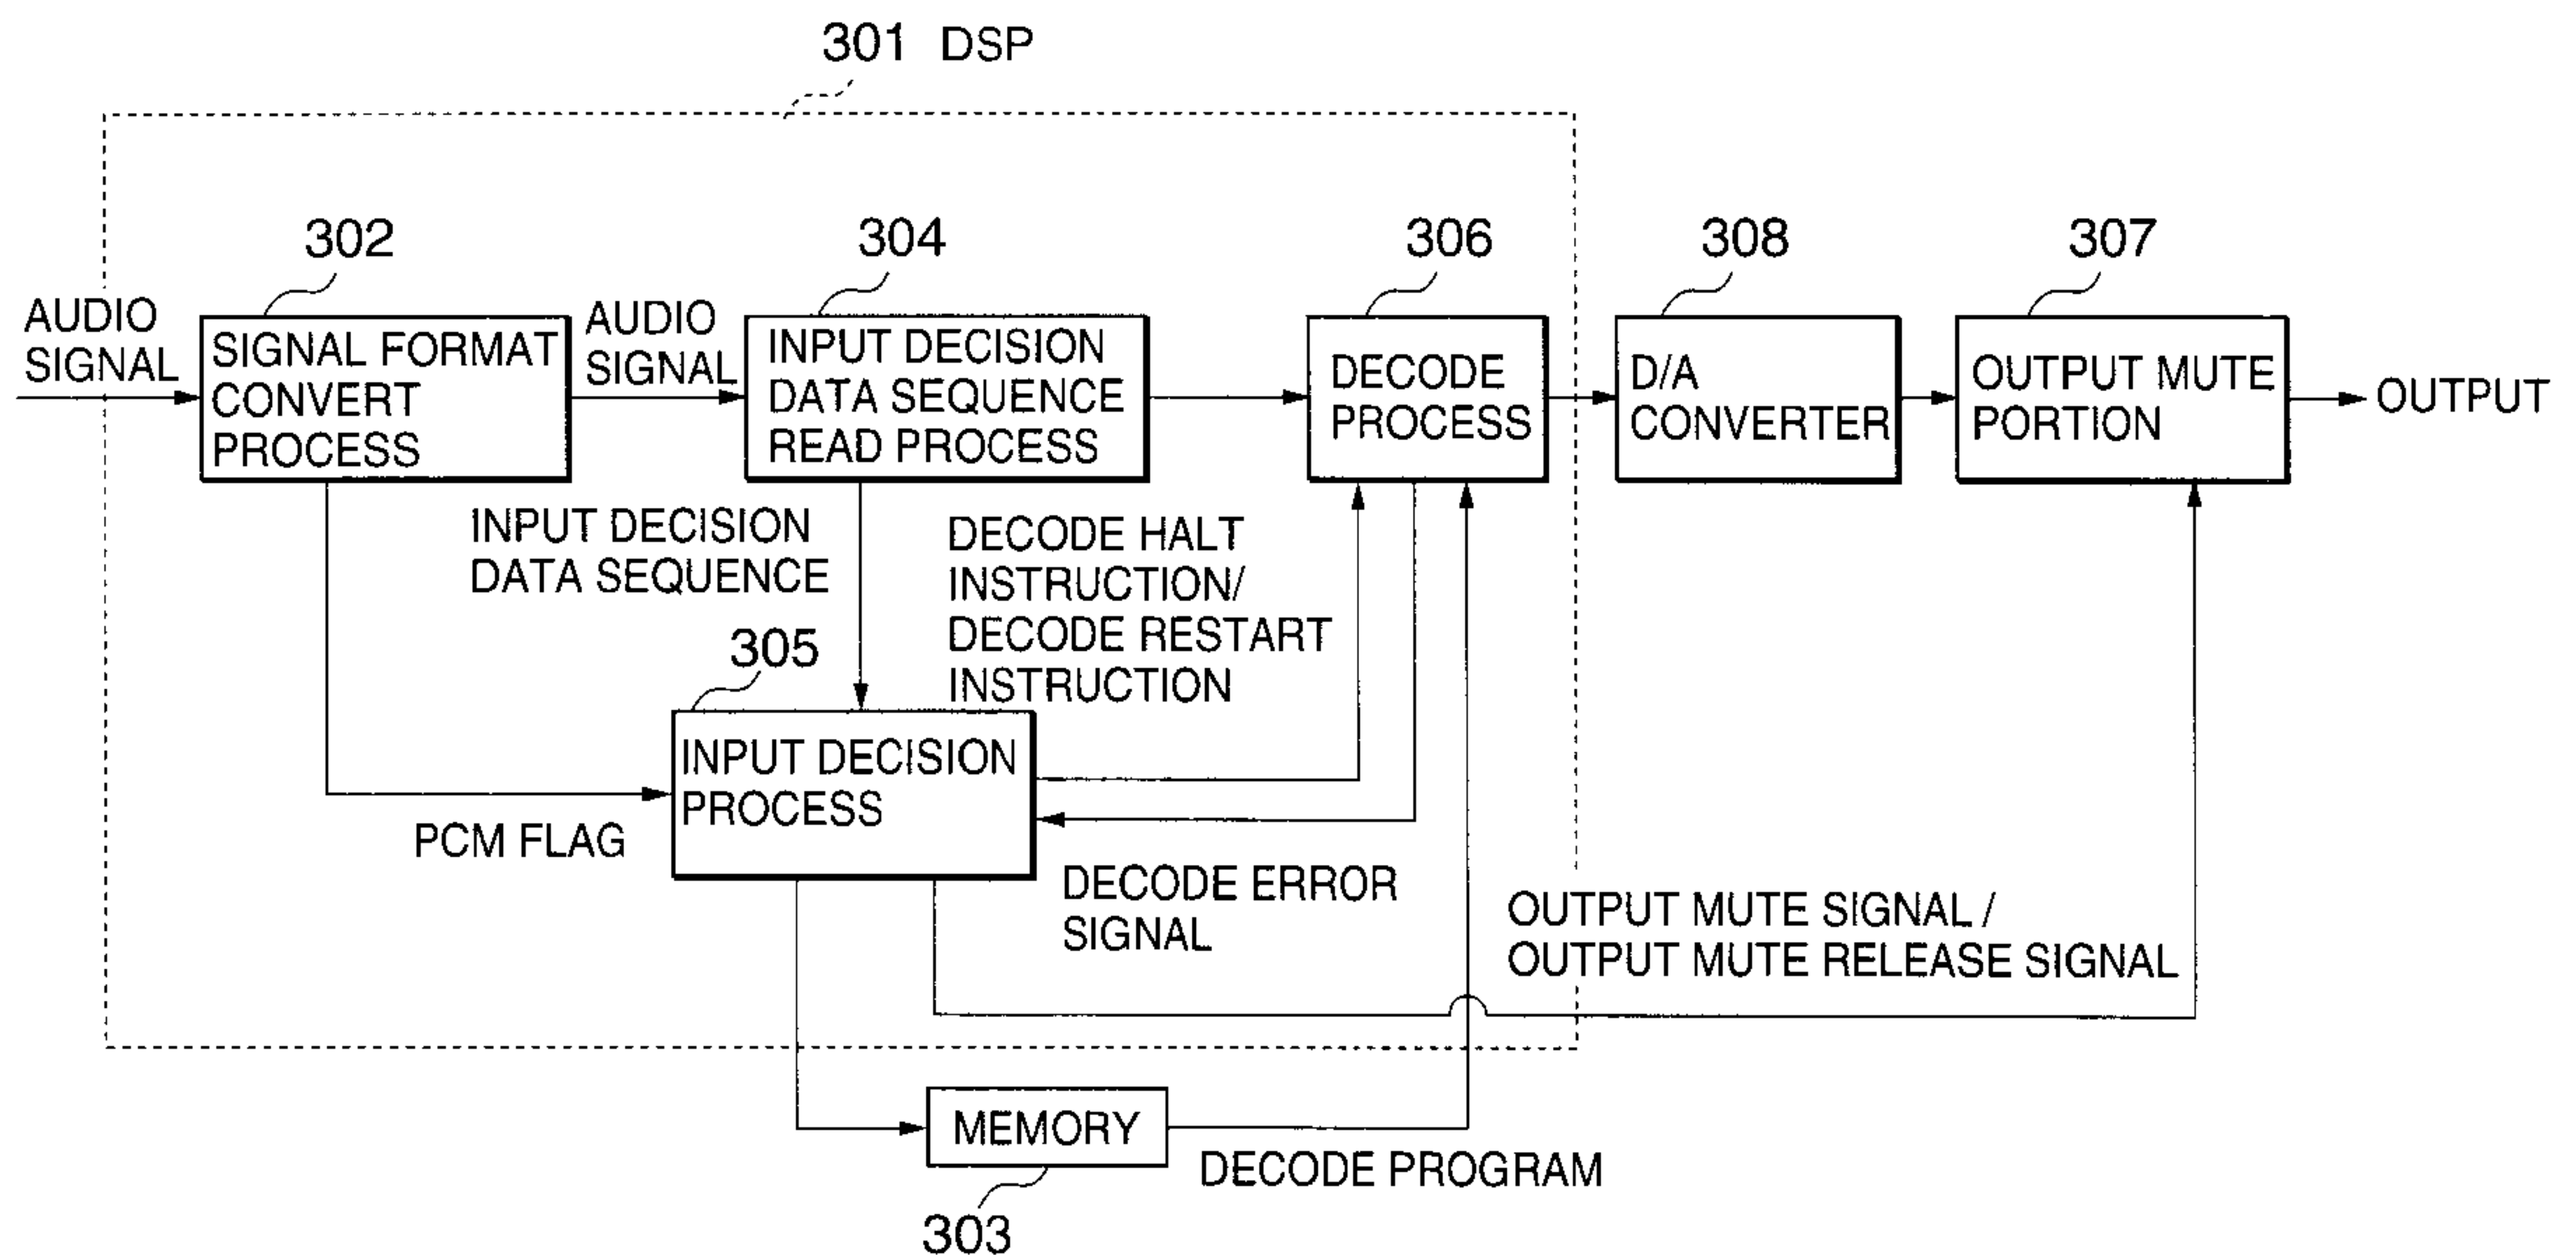 301 DSP
302
304
306
308
307
AUDIO
SIGNAL
SIGNAL FORMAT
CONVERT
PROCESS
AUDIO
SIGNAL
INPUT DECISION
DATA SEQUENCE
READ PROCESS
DECODE
PROCESS
D/A
CONVERTER
OUTPUT MUTE
PORTION
OUTPUT
INPUT DECISION
DATA SEQUENCE
DECODE HALT
INSTRUCTION/
DECODE RESTART
INSTRUCTION
305
INPUT DECISION
PROCESS
PCM FLAG
DECODE ERROR
SIGNAL
OUTPUT MUTE SIGNAL /
OUTPUT MUTE RELEASE SIGNAL
MEMORY
DECODE PROGRAM
303